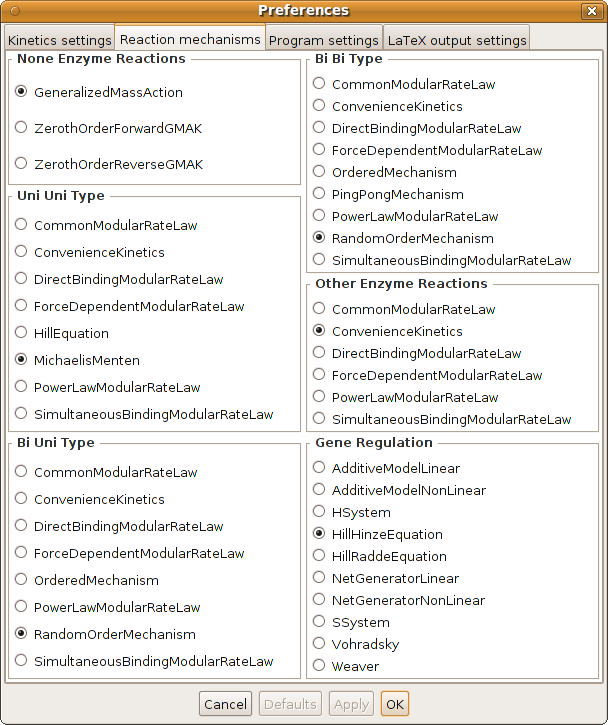 Preferences
Kinetics settings
Reaction mechanisms
Program settings
LaTeX output settings
None Enzyme Reactions
GeneralizedMassAction
ZerothOrderForwardGMAK
ZerothOrderReverseGMAK
Uni Uni Type
CommonModularRateLaw
ConvenienceKinetics
DirectBindingModularRateLaw
ForceDependentModularRateLaw
HillEquation
MichaelisMenten
PowerLawModularRateLaw
SimultaneousBindingModularRateLaw
Bi Uni Type
CommonModularRateLaw
ConvenienceKinetics
DirectBindingModularRateLaw
ForceDependentModularRateLaw
OrderedMechanism
PowerLawModularRateLaw
RandomOrderMechanism
SimultaneousBindingModularRateLaw
Bi Bi Type
CommonModularRateLaw
ConvenienceKinetics
DirectBindingModularRateLaw
ForceDependentModularRateLaw
OrderedMechanism
PingPongMechanism
PowerLawModularRateLaw
RandomOrderMechanism
SimultaneousBindingModularRateLaw
Other Enzyme Reactions
CommonModularRateLaw
ConvenienceKinetics
DirectBindingModularRateLaw
ForceDependentModularRateLaw
PowerLawModularRateLaw
SimultaneousBindingModularRateLaw
Gene Regulation
AdditiveModelLinear
AdditiveModelNonLinear
HSystem
HillHinzeEquation
HillRaddeEquation
NetGeneratorLinear
NetGeneratorNonLinear
SSystem
Vohradsky
Weaver
Cancel
Defaults
Apply
OK